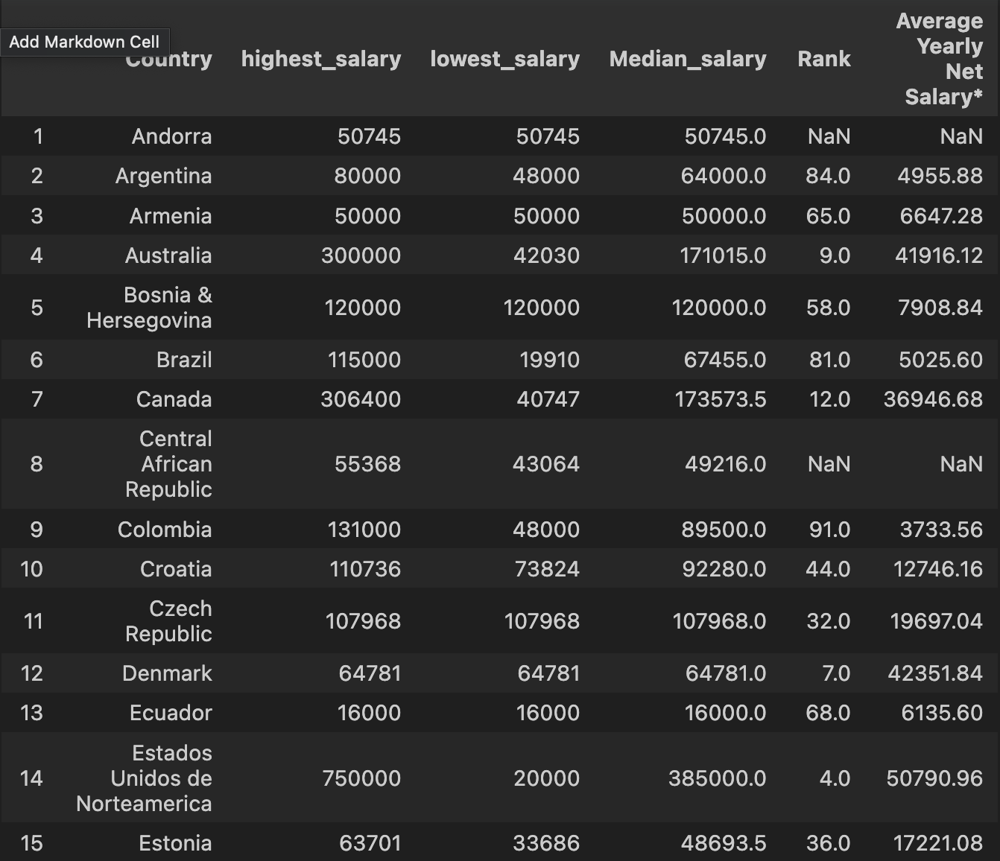 Add Markdown Cell
Country highest_salary lowest_salary Median_salary Rank Average
Yearly
Net
Salary*
1 Andorra 50745 50745 50745.0 NaN NaN
2 Argentina 80000 48000 64000.0 84.0 4955.88
3 Armenia 50000 50000 50000.0 65.0 6647.28
4 Australia 300000 42030 171015.0 9.0 41916.12
5 Bosnia &
Hersegovina 120000 120000 120000.0 58.0 7908.84
6 Brazil 115000 19910 67455.0 81.0 5025.60
7 Canada 306400 40747 173573.5 12.0 36946.68
8 Central
African
Republic 55368 43064 49216.0 NaN NaN
9 Colombia 131000 48000 89500.0 91.0 3733.56
10 Croatia 110736 73824 92280.0 44.0 12746.16
11 Czech
Republic 107968 107968 107968.0 32.0 19697.04
12 Denmark 64781 64781 64781.0 7.0 42351.84
13 Ecuador 16000 16000 16000.0 68.0 6135.60
14 Estados
Unidos de
Norteamerica 750000 20000 385000.0 4.0 50790.96
15 Estonia 63701 33686 48693.5 36.0 17221.08